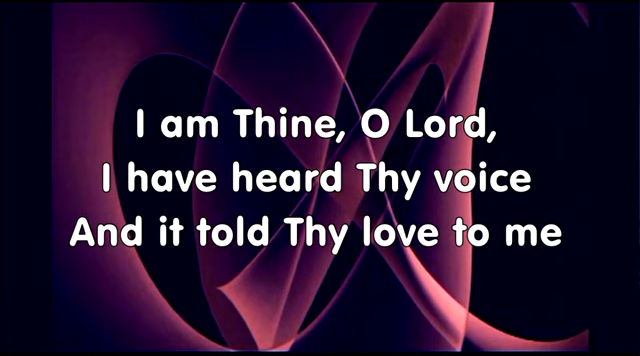 I am Thine, O Lord,
I have heard Thy voice
And it told Thy love to me